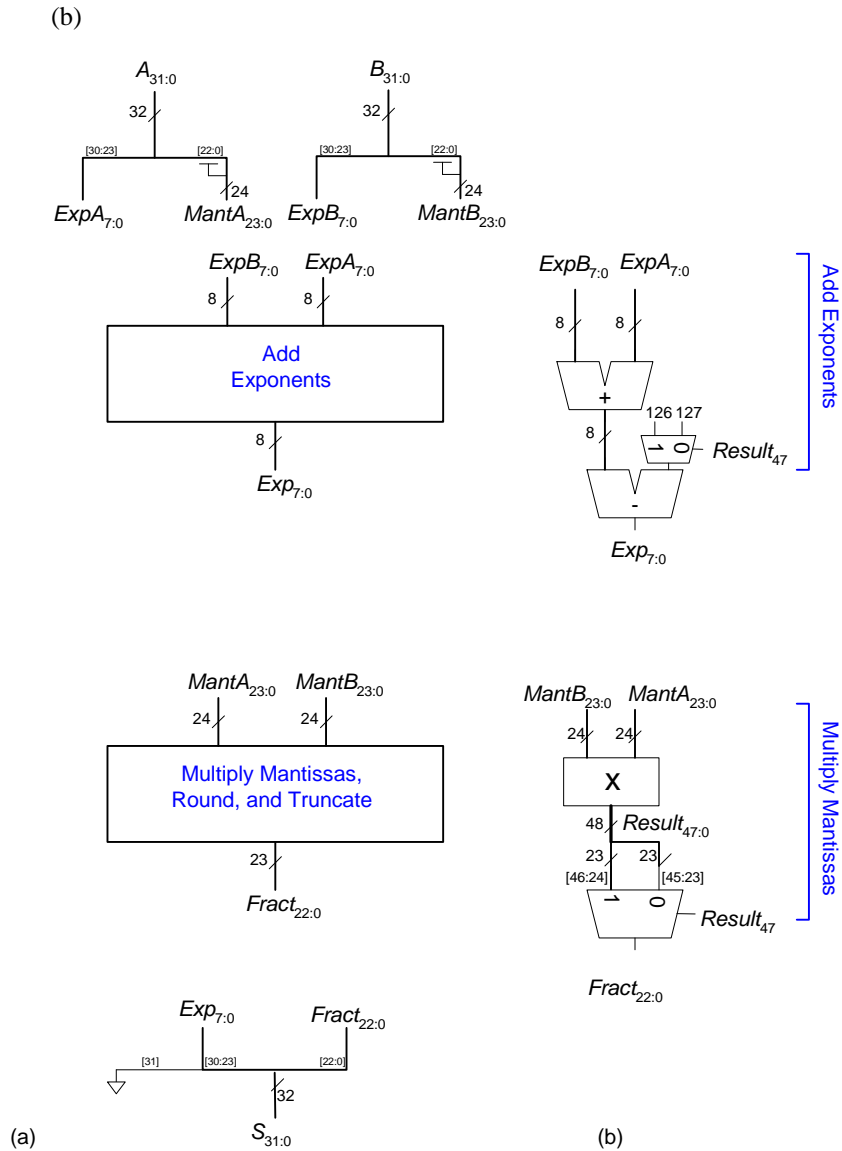 (b)
A31:0
B31:0
32
32
[30:23]
[22:0]
[30:23]
[22:0]
24
24
ExpA7:0
MantA23:0
ExpB7:0
MantB23:0
ExpB7:0
ExpA7:0
8
8
Add
Exponents
8
Exp7:0
ExpB7:0
ExpA7:0
8
8
+
126
127
8
1
0
Result47
-
Exp7:0
Add Exponents
MantA23:0
MantB23:0
24
24
Multiply Mantissas,
Round, and Truncate
23
Fract22:0
MantB23:0
MantA23:0
24
24
X
48
Result47:0
23
23
[46:24]
[45:23]
1
0
Result47
Fract22:0
Multiply Mantissas
Exp7:0
Fract22:0
[31]
[30:23]
[22:0]
32
S31:0
(a)
(b)